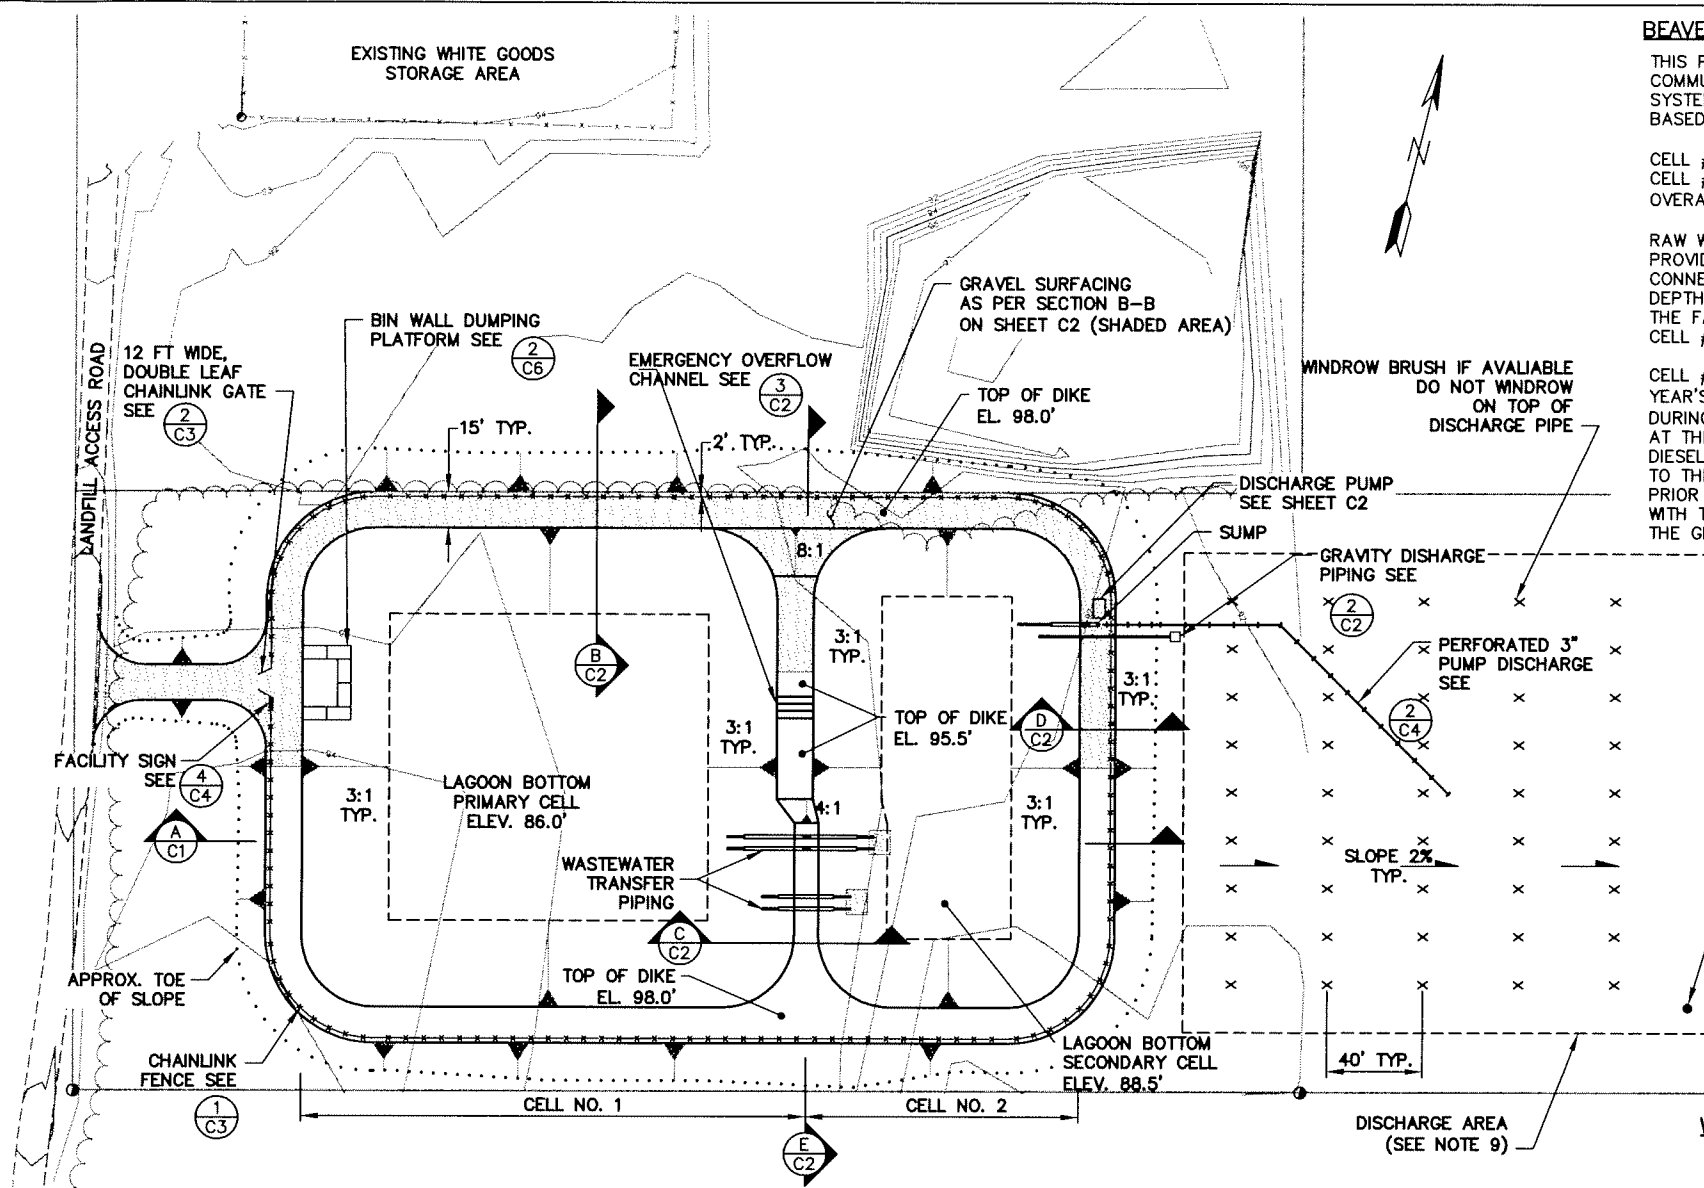 EXISTING WHITE GOODS
STORAGE AREA
BEAVE
THIS
COMMU
SYSTE
BASED
CELL
CELL
OVERA
RAW W
PROVID
CONNE
DEPTH
THE FA
CELL
CELL
YEAR'S
DURING
AT TH
DIESEL
TO TH
PRIOR
WITH T
THE G
N
GRAVEL SURFACING
AS PER SECTION B-B
ON SHEET C2 (SHADED AREA)
BIN WALL DUMPING
PLATFORM SEE
2
C6
12 FT WIDE,
DOUBLE LEAF
CHAINLINK GATE
SEE
2
C3
LANDFILL ACCESS ROAD
EMERGENCY OVERFLOW
CHANNEL SEE
3
C2
TOP OF DIKE
EL. 98.0'
WINDROW BRUSH IF AVALIABLE
DO NOT WINDROW
ON TOP OF
DISCHARGE PIPE
15' TYP.
2' TYP.
DISCHARGE PUMP
SEE SHEET C2
SUMP
GRAVITY DISHARGE
PIPING SEE
2
C2
8:1
3:1
TYP.
B
C2
PERFORATED 3"
PUMP DISCHARGE
SEE
2
C4
3:1
TYP.
3:1
TYP.
TOP OF DIKE
EL. 95.5'
D
C2
FACILITY SIGN
SEE
4
C4
LAGOON BOTTOM
PRIMARY CELL
ELEV. 86.0'
3:1
TYP.
4:1
3:1
TYP.
A
C1
WASTEWATER
TRANSFER
PIPING
SLOPE 2%
TYP.
C
C2
APPROX. TOE
OF SLOPE
TOP OF DIKE
EL. 98.0'
LAGOON BOTTOM
SECONDARY CELL
ELEV. 88.5'
CHAINLINK
FENCE SEE
1
C3
40' TYP.
CELL NO. 1
CELL NO. 2
E
C2
DISCHARGE AREA
(SEE NOTE 9)